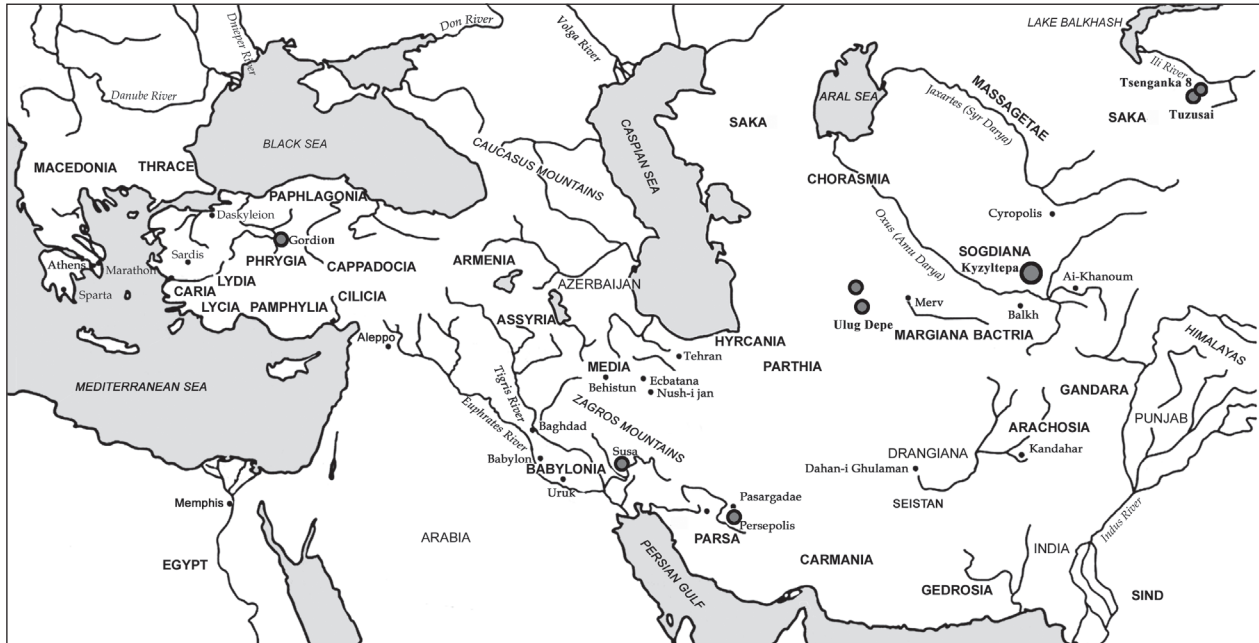 LAKE BALKHASH
Dnieper River
Don River
Volga River
Ili River
Danube River
ARAL SEA
MASSAGETAE
Jaxartes (Syr Darya)
Tsenganka 8
Tuzusai
SAKA
SAKA
BLACK SEA
CASPIAN SEA
CAUCASUS MOUNTAINS
MACEDONIA
THRACE
PAPHLAGONIA
CHORASMIA
Daskyleion
Cyropolis
Oxus (Amu Darya)
Gordion
Sardis
PHRYGIA
CAPPADOCIA
ARMENIA
SOGDIANA
Kyzyltepa
Athens
Marathon
LYDIA
AZERBAIJAN
Ai-Khanoum
Sparta
CARIA
CILICIA
LYCIA
PAMPHYLIA
ASSYRIA
Merv
Balkh
Ulug Depe
MARGIANA
BACTRIA
HIMALAYAS
Aleppo
HYRCANIA
Tehran
MEDIA
PARTHIA
Behistun
Ecbatana
Nush-i jan
MEDITERRANEAN SEA
Tigris River
Euphrates River
ZAGROS MOUNTAINS
GANDARA
PUNJAB
ARACHOSIA
Baghdad
Kandahar
Babylon
BABYLONIA
Susa
DRANGIANA
Dahan-i Ghulaman
Uruk
SEISTAN
Memphis
Pasargadae
Persepolis
Indus River
ARABIA
PARSA
EGYPT
PERSIAN GULF
CARMANIA
INDIA
GEDROSIA
SIND